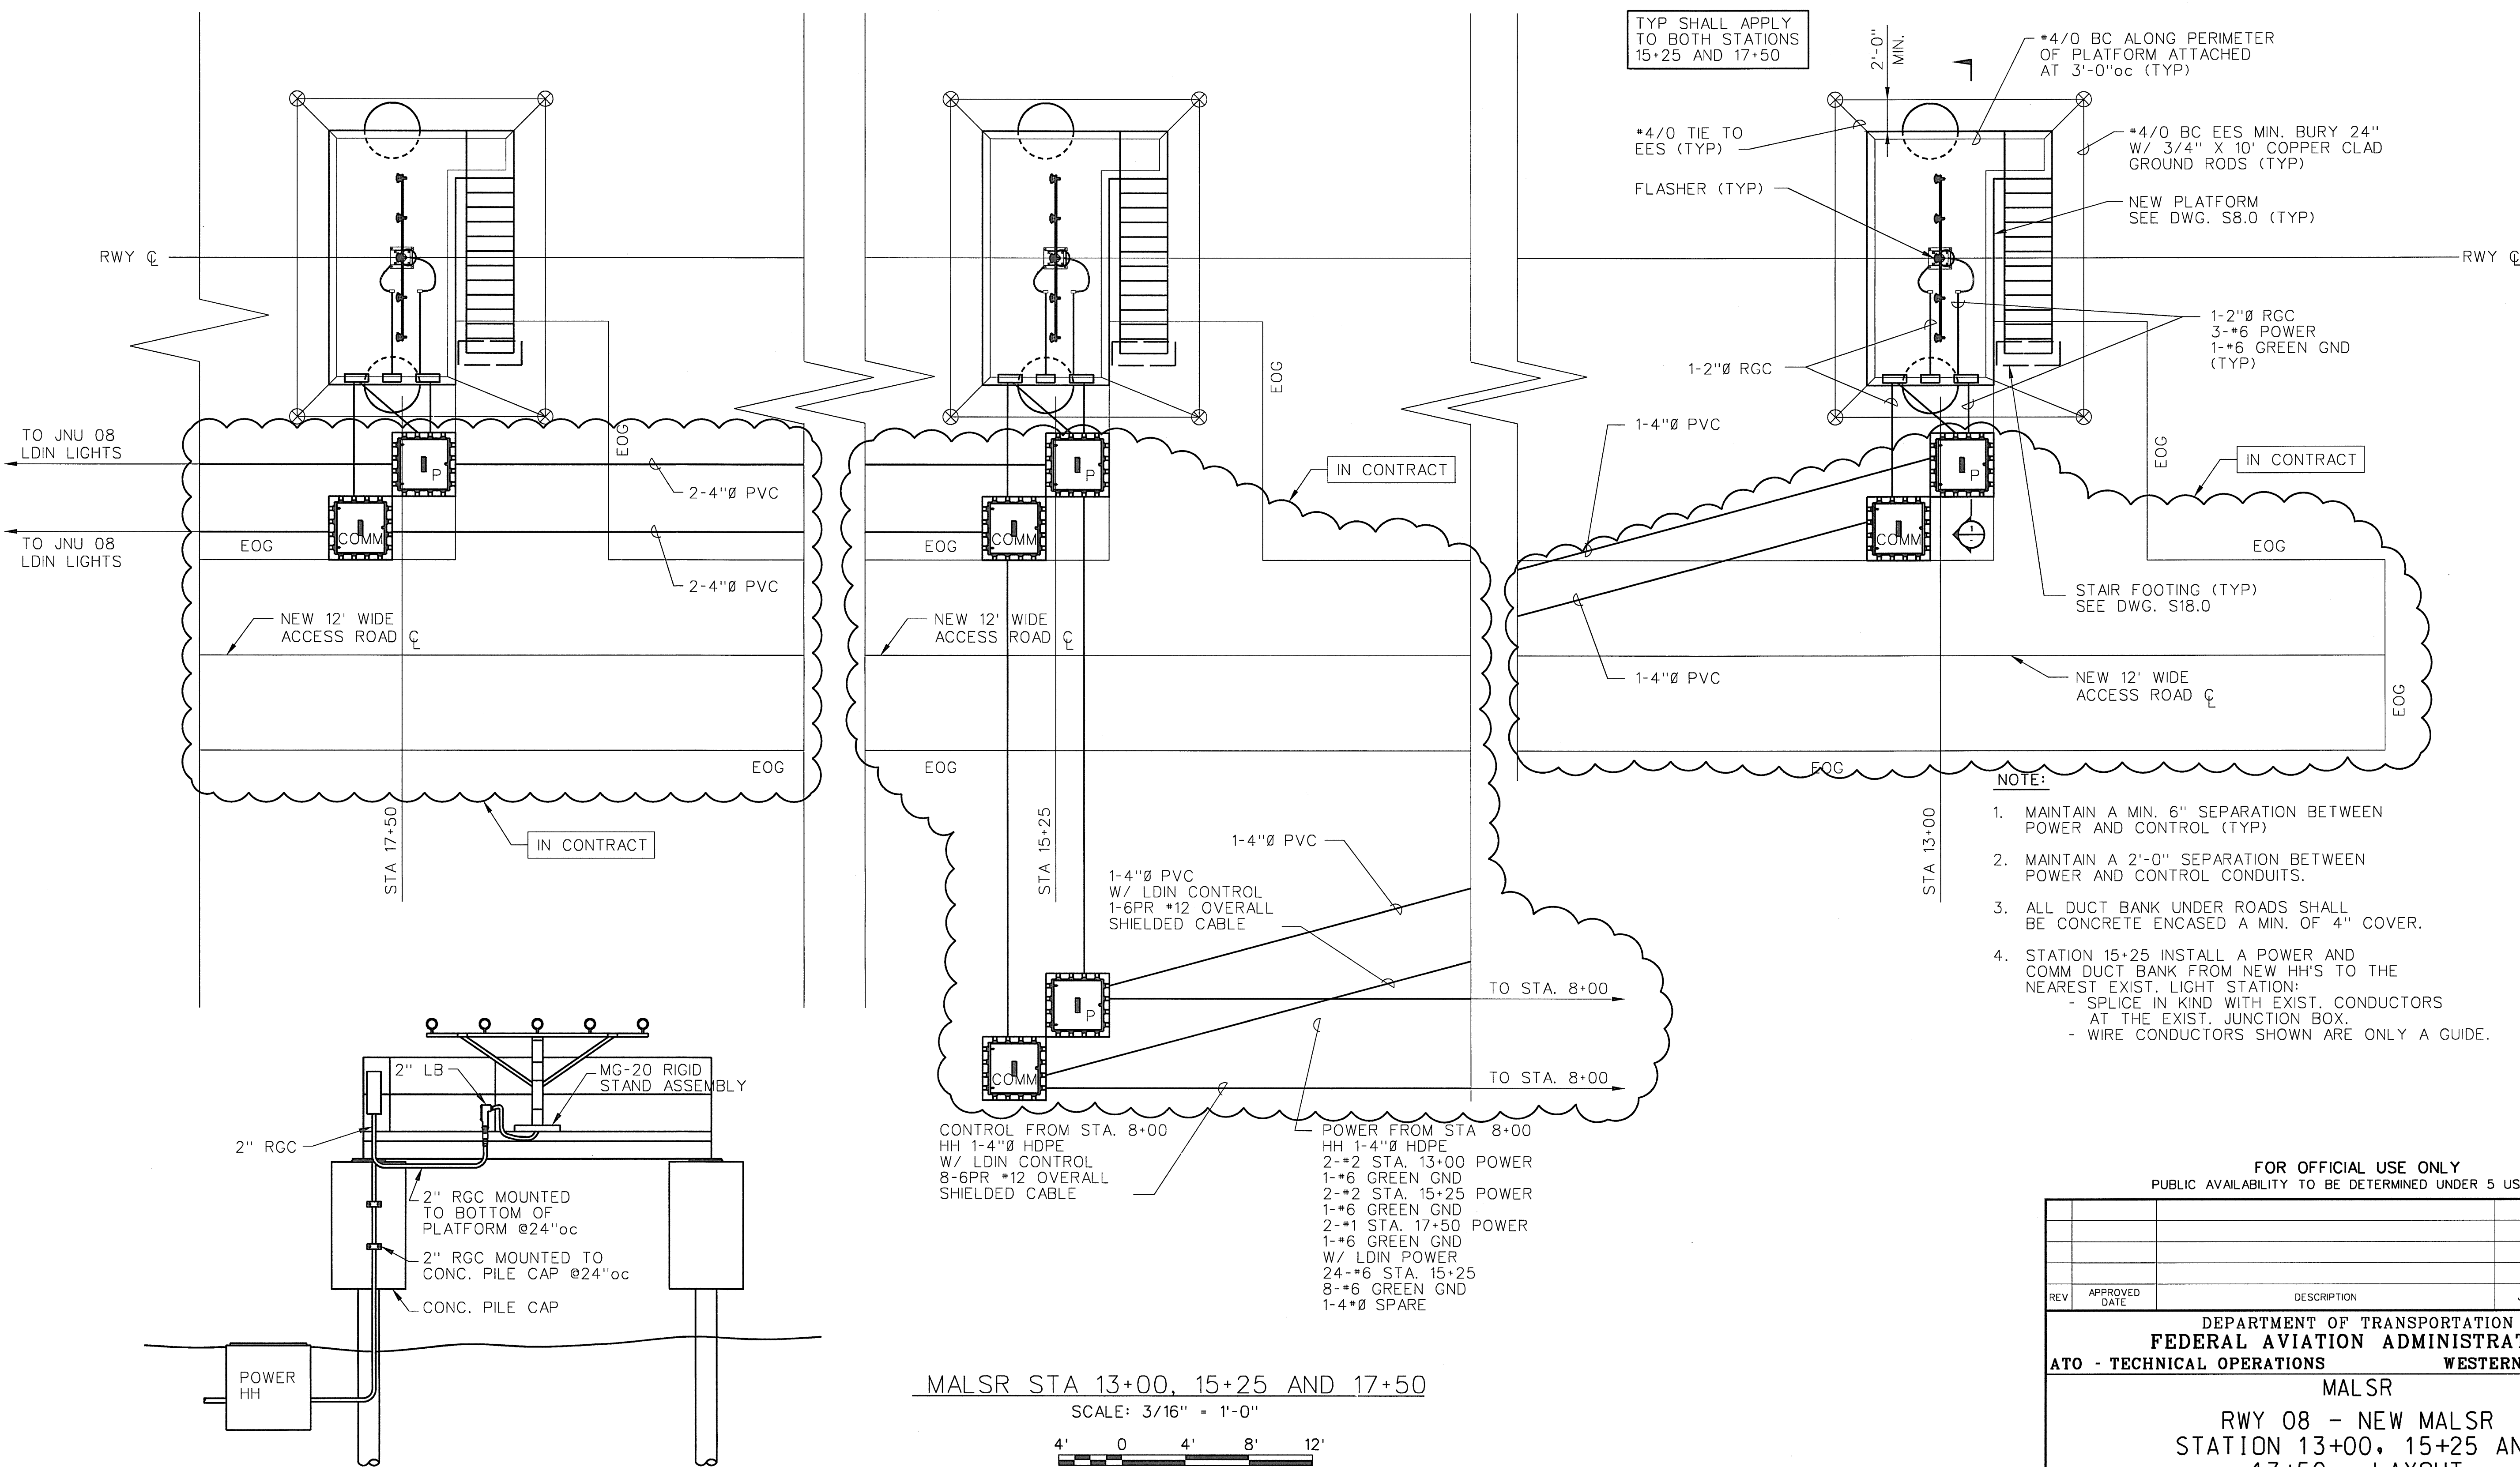 TYP SHALL APPLY
TO BOTH STATIONS
15+25 AND 17+50
2'-0"
MIN.
#4/0 BC ALONG PERIMETER
OF PLATFORM ATTACHED
AT 3'-0"oc (TYP)
#4/0 TIE TO
EES (TYP)
#4/0 BC EES MIN. BURY 24"
W/ 3/4" X 10' COPPER CLAD
GROUND RODS (TYP)
FLASHER (TYP)
NEW PLATFORM
SEE DWG. S8.0 (TYP)
RWY ℄
RWY ℄
1-2"Ø RGC
3-#6 POWER
1-#6 GREEN GND
(TYP)
1-2"Ø RGC
1-4"Ø PVC
EOG
EOG
EOG
TO JNU 08
LDIN LIGHTS
P
2-4"Ø PVC
P
IN CONTRACT
P
IN CONTRACT
TO JNU 08
LDIN LIGHTS
EOG
COMM
2-4"Ø PVC
EOG
COMM
COMM
1
-
EOG
STAIR FOOTING (TYP)
SEE DWG. S18.0
NEW 12' WIDE
ACCESS ROAD ℄
NEW 12' WIDE
ACCESS ROAD ℄
1-4"Ø PVC
NEW 12' WIDE
ACCESS ROAD ℄
EOG
EOG
EOG
EOG
STA 17+50
IN CONTRACT
STA 15+25
STA 13+00
1-4"Ø PVC
1-4"Ø PVC
W/ LDIN CONTROL
1-6PR #12 OVERALL
SHIELDED CABLE
P
TO STA. 8+00
COMM
TO STA. 8+00
NOTE:
1. MAINTAIN A MIN. 6" SEPARATION BETWEEN
POWER AND CONTROL (TYP)
2. MAINTAIN A 2'-0" SEPARATION BETWEEN
POWER AND CONTROL CONDUITS.
3. ALL DUCT BANK UNDER ROADS SHALL
BE CONCRETE ENCASED A MIN. OF 4" COVER.
4. STATION 15+25 INSTALL A POWER AND
COMM DUCT BANK FROM NEW HH'S TO THE
NEAREST EXIST. LIGHT STATION:
- SPLICE IN KIND WITH EXIST. CONDUCTORS
AT THE EXIST. JUNCTION BOX.
- WIRE CONDUCTORS SHOWN ARE ONLY A GUIDE.
2" LB
MG-20 RIGID
STAND ASSEMBLY
2" RGC
2" RGC MOUNTED
TO BOTTOM OF
PLATFORM @24"oc
2" RGC MOUNTED TO
CONC. PILE CAP @24"oc
CONC. PILE CAP
POWER
HH
CONTROL FROM STA. 8+00
HH 1-4"Ø HDPE
W/ LDIN CONTROL
8-6PR #12 OVERALL
SHIELDED CABLE
POWER FROM STA 8+00
HH 1-4"Ø HDPE
2-#2 STA. 13+00 POWER
1-#6 GREEN GND
2-#2 STA. 15+25 POWER
1-#6 GREEN GND
2-#1 STA. 17+50 POWER
1-#6 GREEN GND
W/ LDIN POWER
24-#6 STA. 15+25
8-#6 GREEN GND
1-4#Ø SPARE
MALSR STA 13+00, 15+25 AND 17+50
SCALE: 3/16" = 1'-0"
4' 0 4' 8' 12'
FOR OFFICIAL USE ONLY
PUBLIC AVAILABILITY TO BE DETERMINED UNDER 5 US
REV APPROVED DATE DESCRIPTION
DEPARTMENT OF TRANSPORTATION
FEDERAL AVIATION
ATO - TECHNICAL OPERATIONS WESTERN
MALSR
RWY 08 - NEW MALSR
STATION 13+00, 15+25